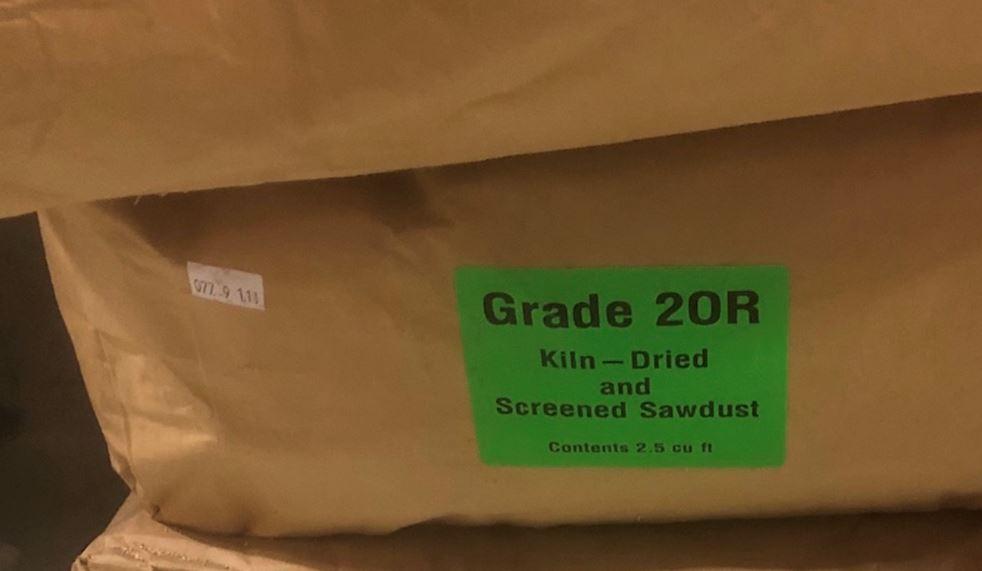 Grade 20R
Kiln — Dried
and
Screened Sawdust
Contents 2.5 cu ft